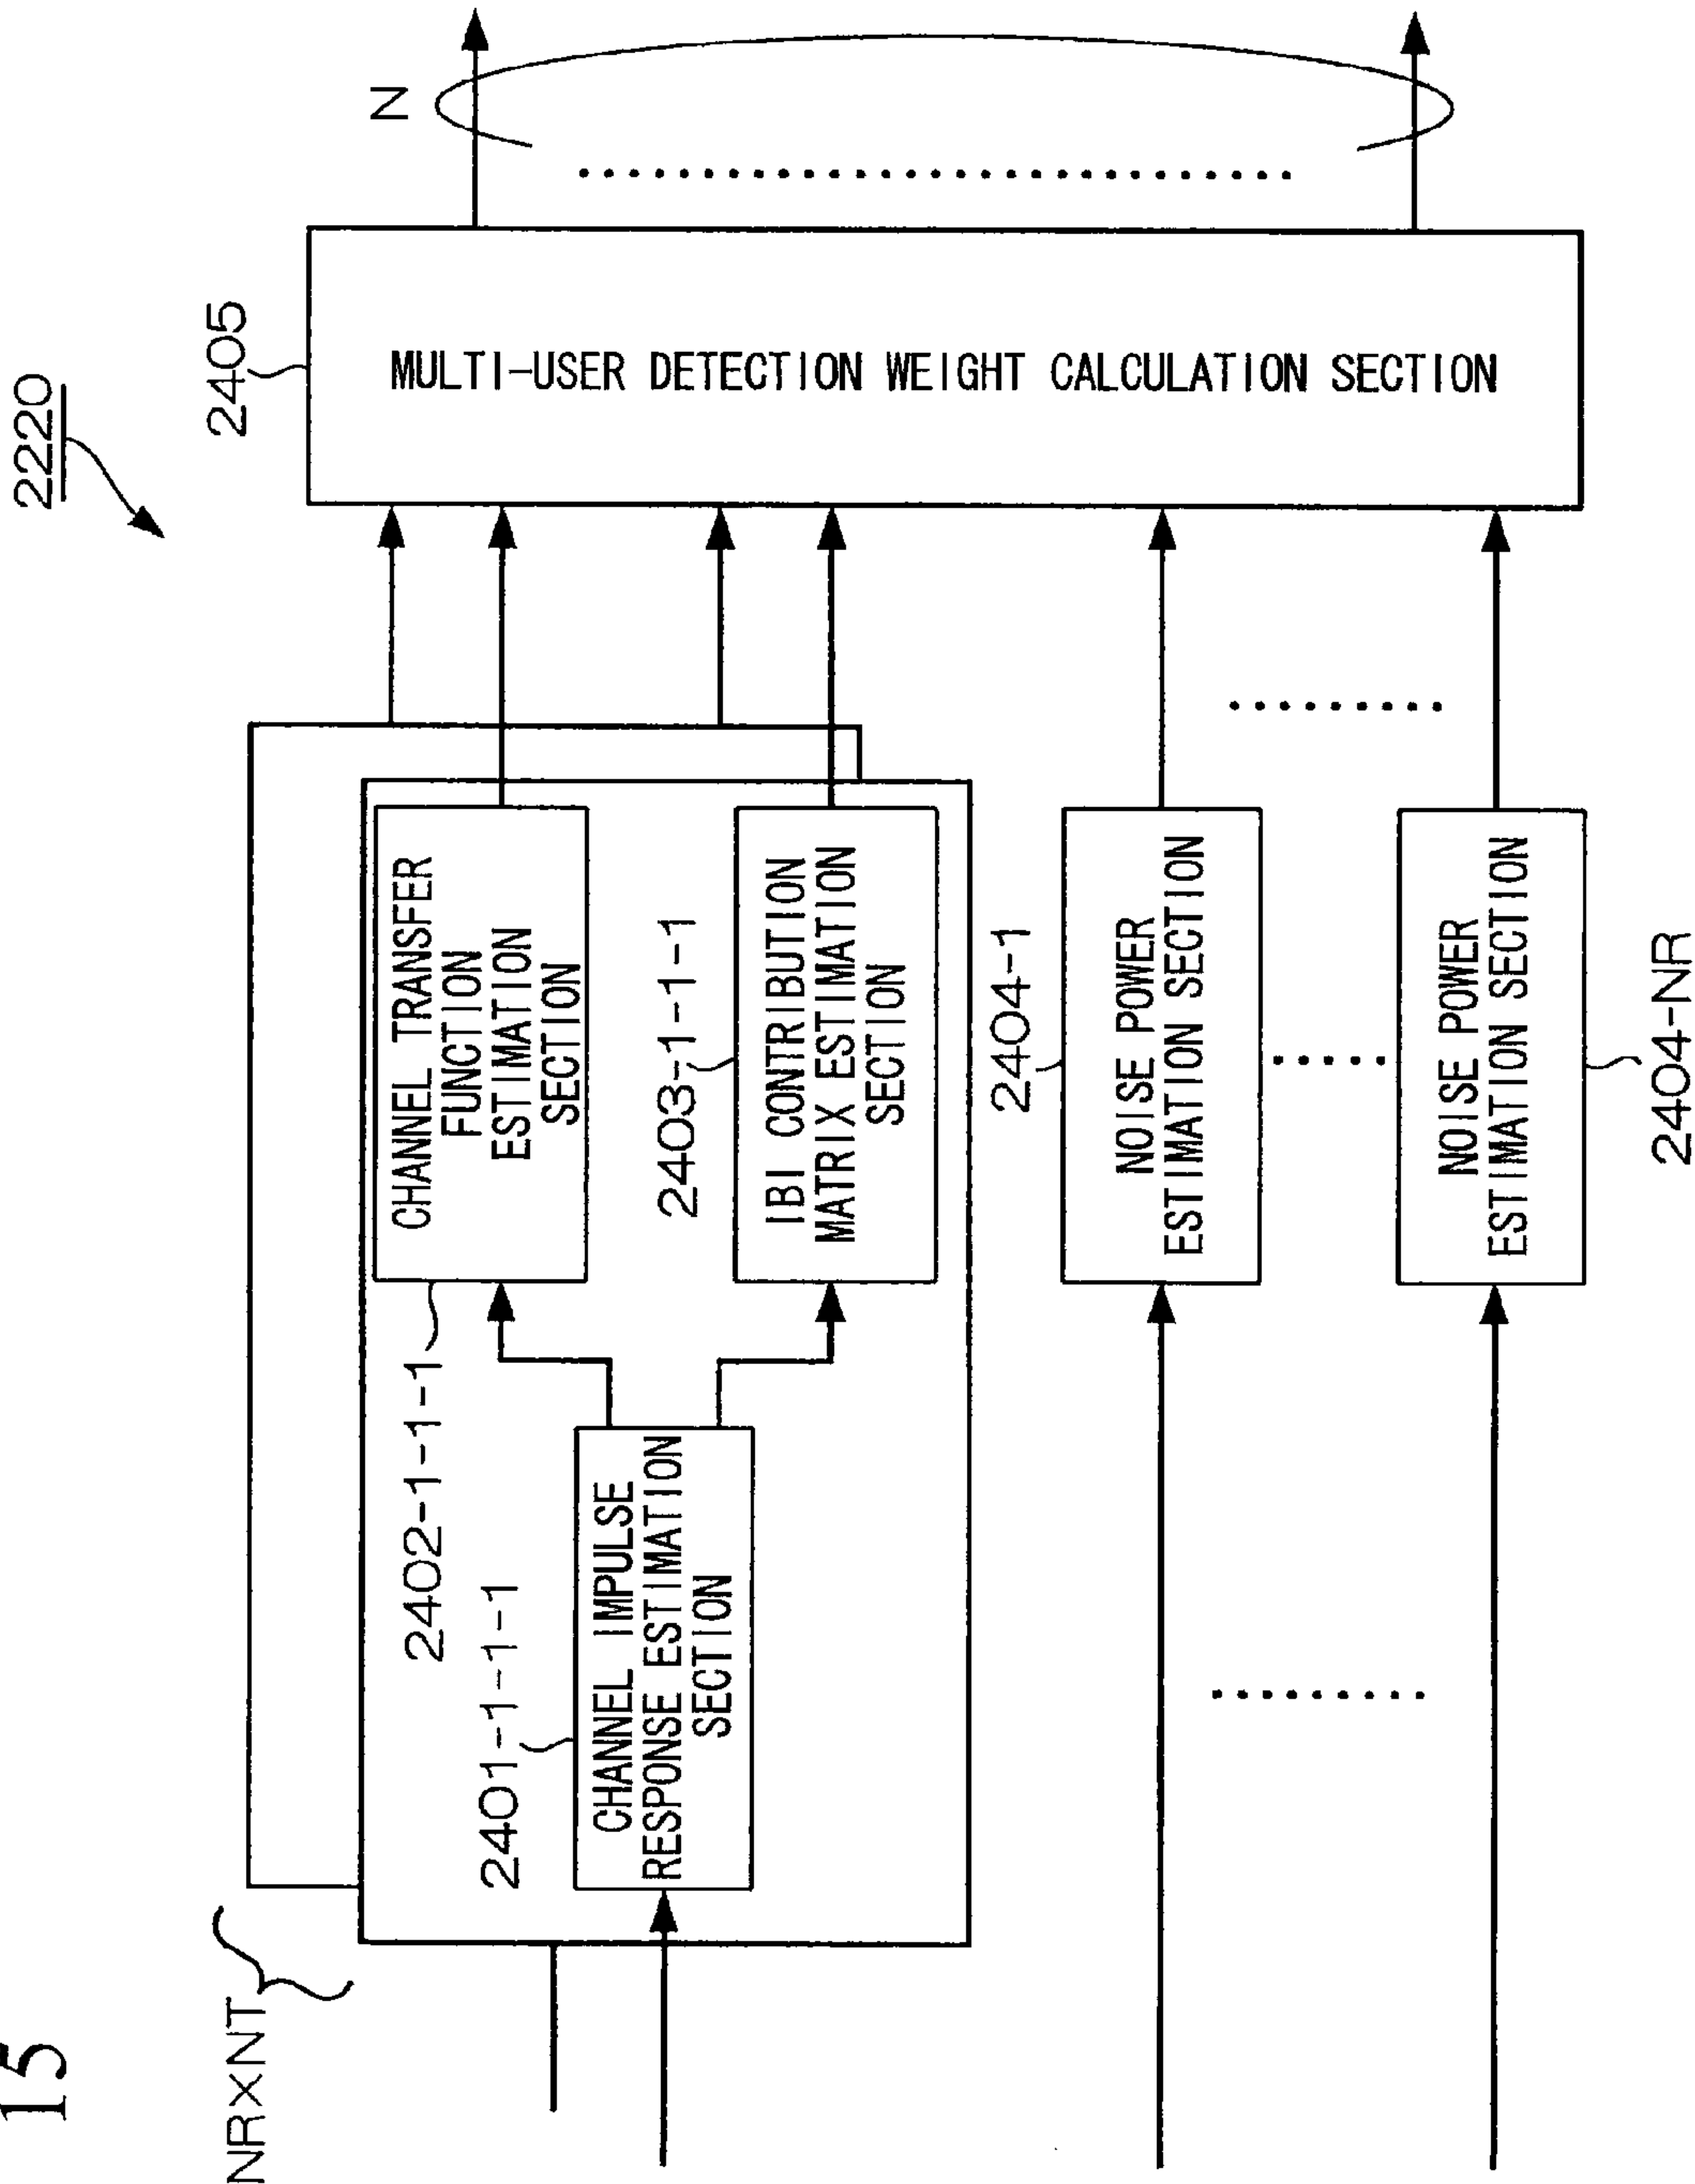 15
2220
NRXNT
2401-1-1-1
CHANNEL IMPULSE
RESPONSE ESTIMATION
SECTION
2402-1-1-1
CHANNEL TRANSFER
FUNCTION
ESTIMATION
SECTION
2403-1-1-1
IBI CONTRIBUTION
MATRIX ESTIMATION
SECTION
2404-1
NOISE POWER
ESTIMATION SECTION
NOISE POWER
ESTIMATION SECTION
2404-NR
2405
MULTI-USER DETECTION WEIGHT CALCULATION SECTION
N